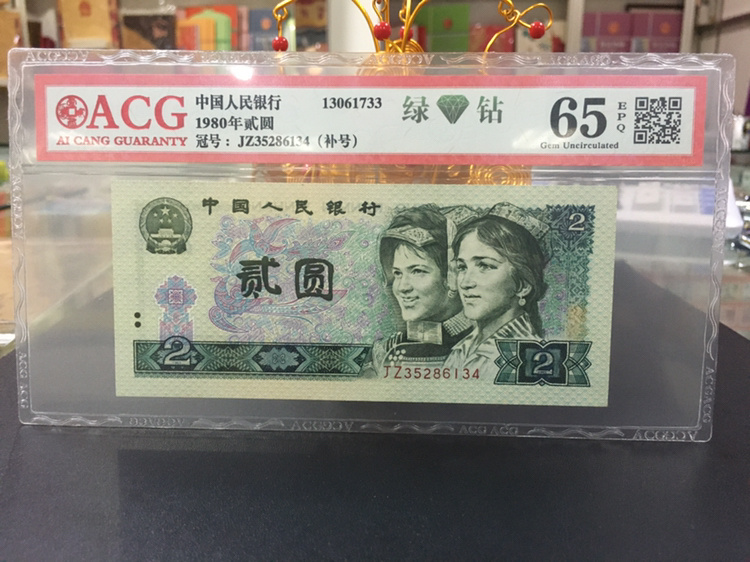 ACG
AI CANG GUARANTY
中国人民银行 13061733
1980年贰圆
冠号：JZ35286134（补号）
绿 钻
65
EPQ
Gem Uncirculated
中国人民银行
2
贰圆
2
JZ35286134
2
ACG ACG